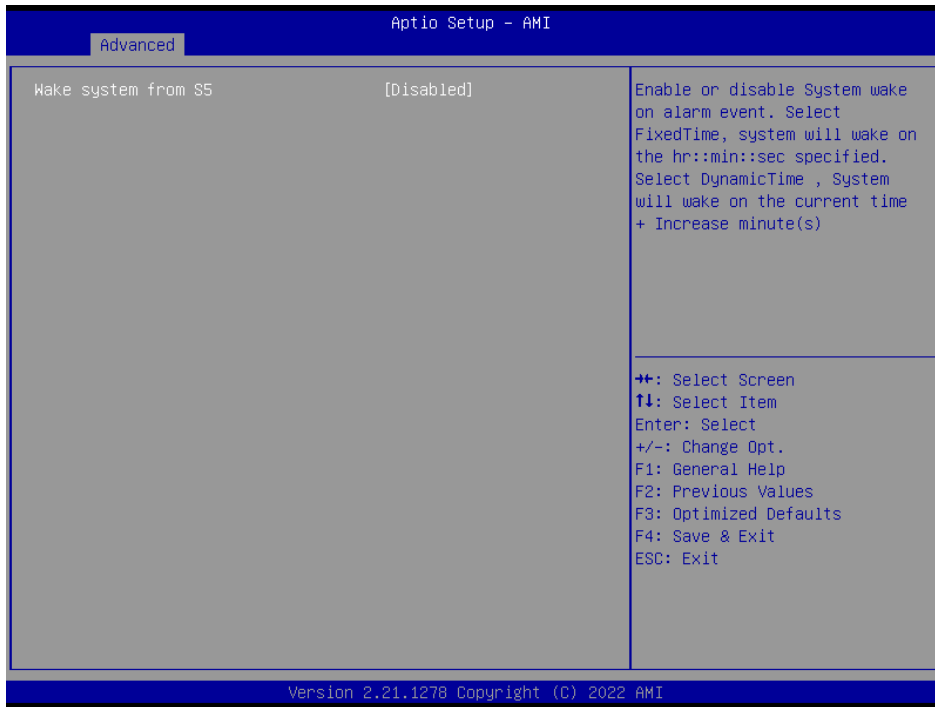 Aptio Setup - AMI
Advanced
Wake system from S5 [Disabled]
Enable or disable System wake
on alarm event. Select
FixedTime, system will wake on
the hr::min::sec specified.
Select DynamicTime , System
will wake on the current time
+ Increase minute(s)
→←: Select Screen
↑↓: Select Item
Enter: Select
+/-: Change Opt.
F1: General Help
F2: Previous Values
F3: Optimized Defaults
F4: Save & Exit
ESC: Exit
Version 2.21.1278 Copyright (C) 2022 AMI